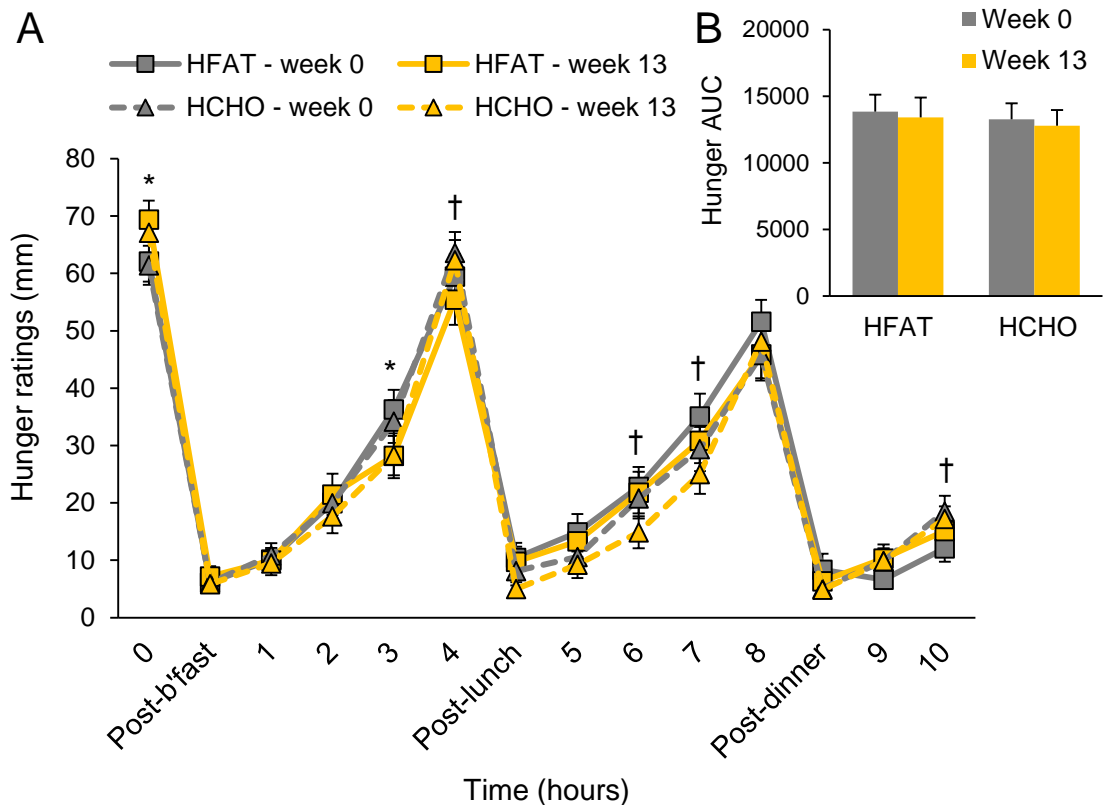 A
HFAT - week 0
HFAT - week 13
HCHO - week 0
HCHO - week 13
Hunger ratings (mm)
80
70
60
50
40
30
20
10
0
*
*
†
†
†
†
0
Post-b'fast
1
2
3
4
Post-lunch
5
6
7
8
Post-dinner
9
10
Time (hours)
B
Week 0
Week 13
Hunger AUC
20000
15000
10000
5000
0
HFAT
HCHO